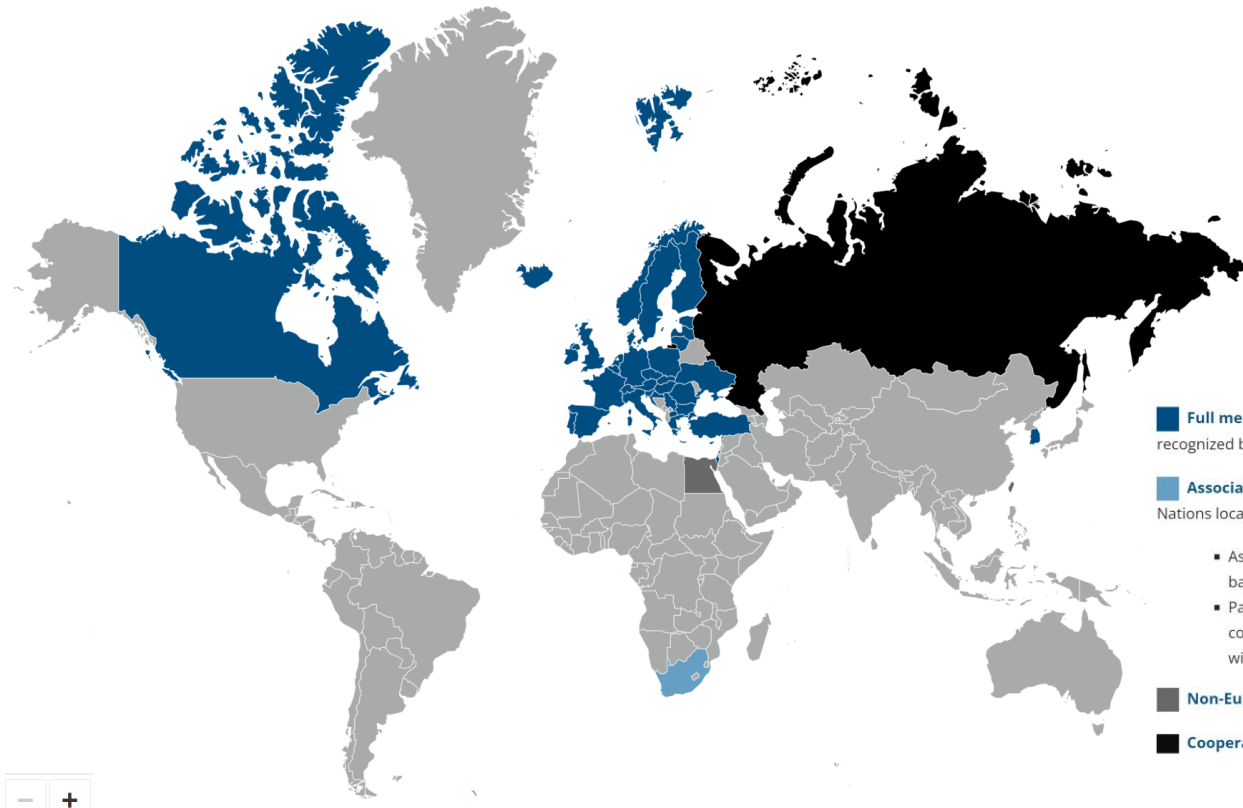 Full me
recognized b
Associa
Nations loca
▪ As
ba
▪ Pa
co
wi
Non-Eu
Coopera
− +